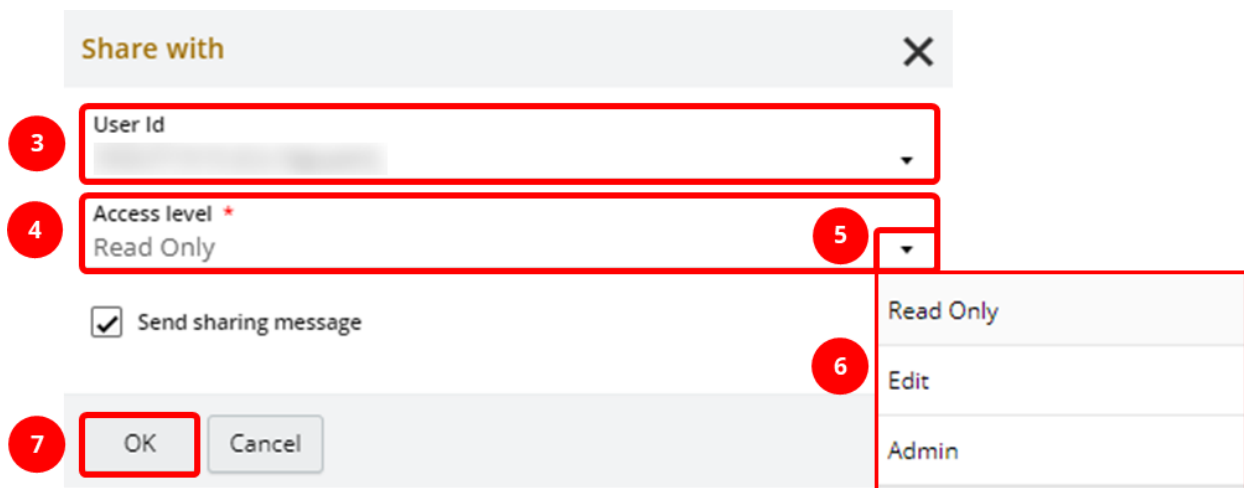 Share with
3
User Id
4
Access level *
Read Only
5
Send sharing message
Read Only
6
Edit
Admin
7
OK
Cancel